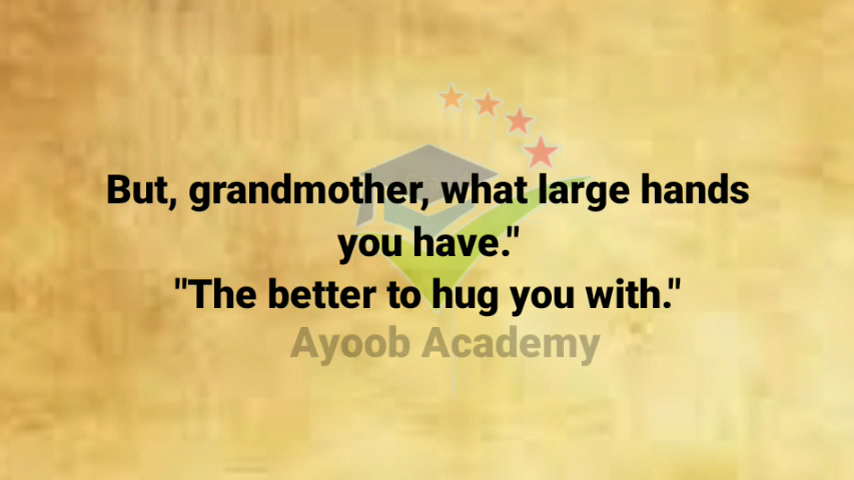 But, grandmother, what large hands
you have."
"The better to hug you with."
Ayoob Academy